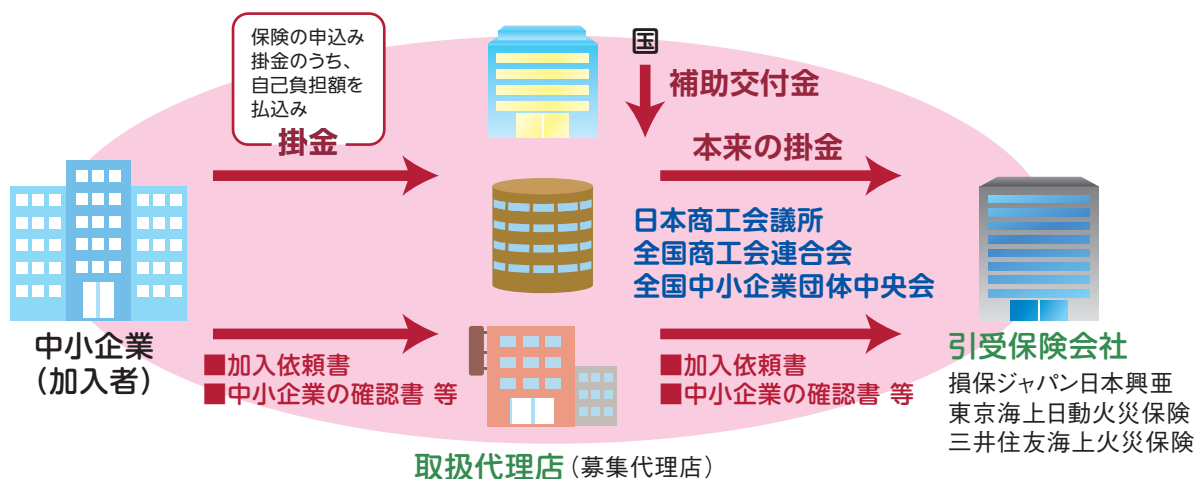 保険の申込み
掛金のうち、
自己負担額を
払込み
掛金
国
補助交付金
本来の掛金
日本商工会議所
全国商工会連合会
全国中小企業団体中央会
中小企業
（加入者）
■加入依頼書
■中小企業の確認書 等
取扱代理店（募集代理店）
■加入依頼書
■中小企業の確認書 等
引受保険会社
損保ジャパン日本興亜
東京海上日動火災保険
三井住友海上火災保険